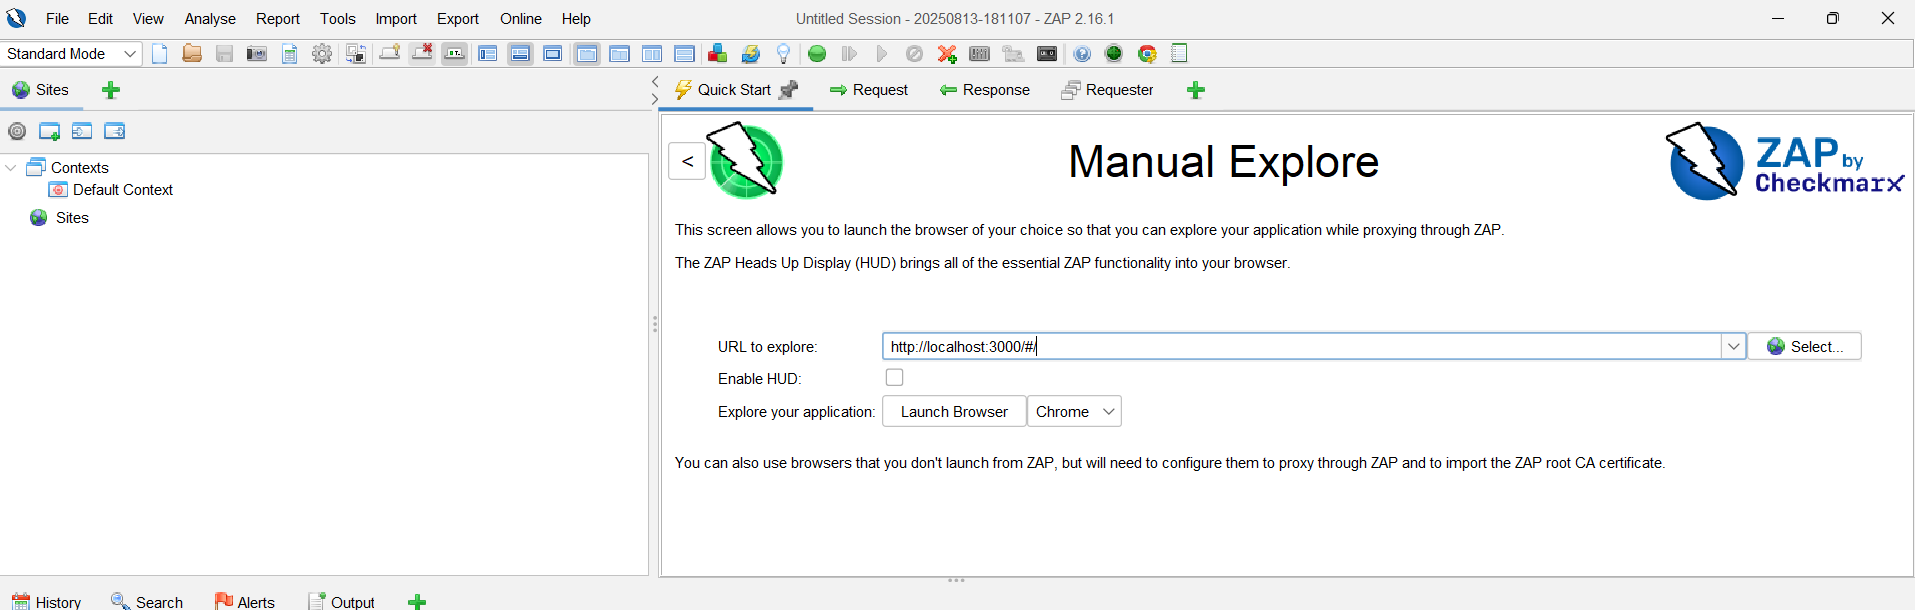 File Edit View Analyse Report Tools Import Export Online Help
Untitled Session - 20250813-181107 - ZAP 2.16.1
Standard Mode
Sites
Quick Start Request Response Requester
Contexts
Default Context
Sites
<
Manual Explore
ZAP by
Checkmarx
This screen allows you to launch the browser of your choice so that you can explore your application while proxying through ZAP.
The ZAP Heads Up Display (HUD) brings all of the essential ZAP functionality into your browser.
URL to explore: http://localhost:3000/#/ Select...
Enable HUD:
Explore your application: Launch Browser Chrome
You can also use browsers that you don't launch from ZAP, but will need to configure them to proxy through ZAP and to import the ZAP root CA certificate.
History Search Alerts Output